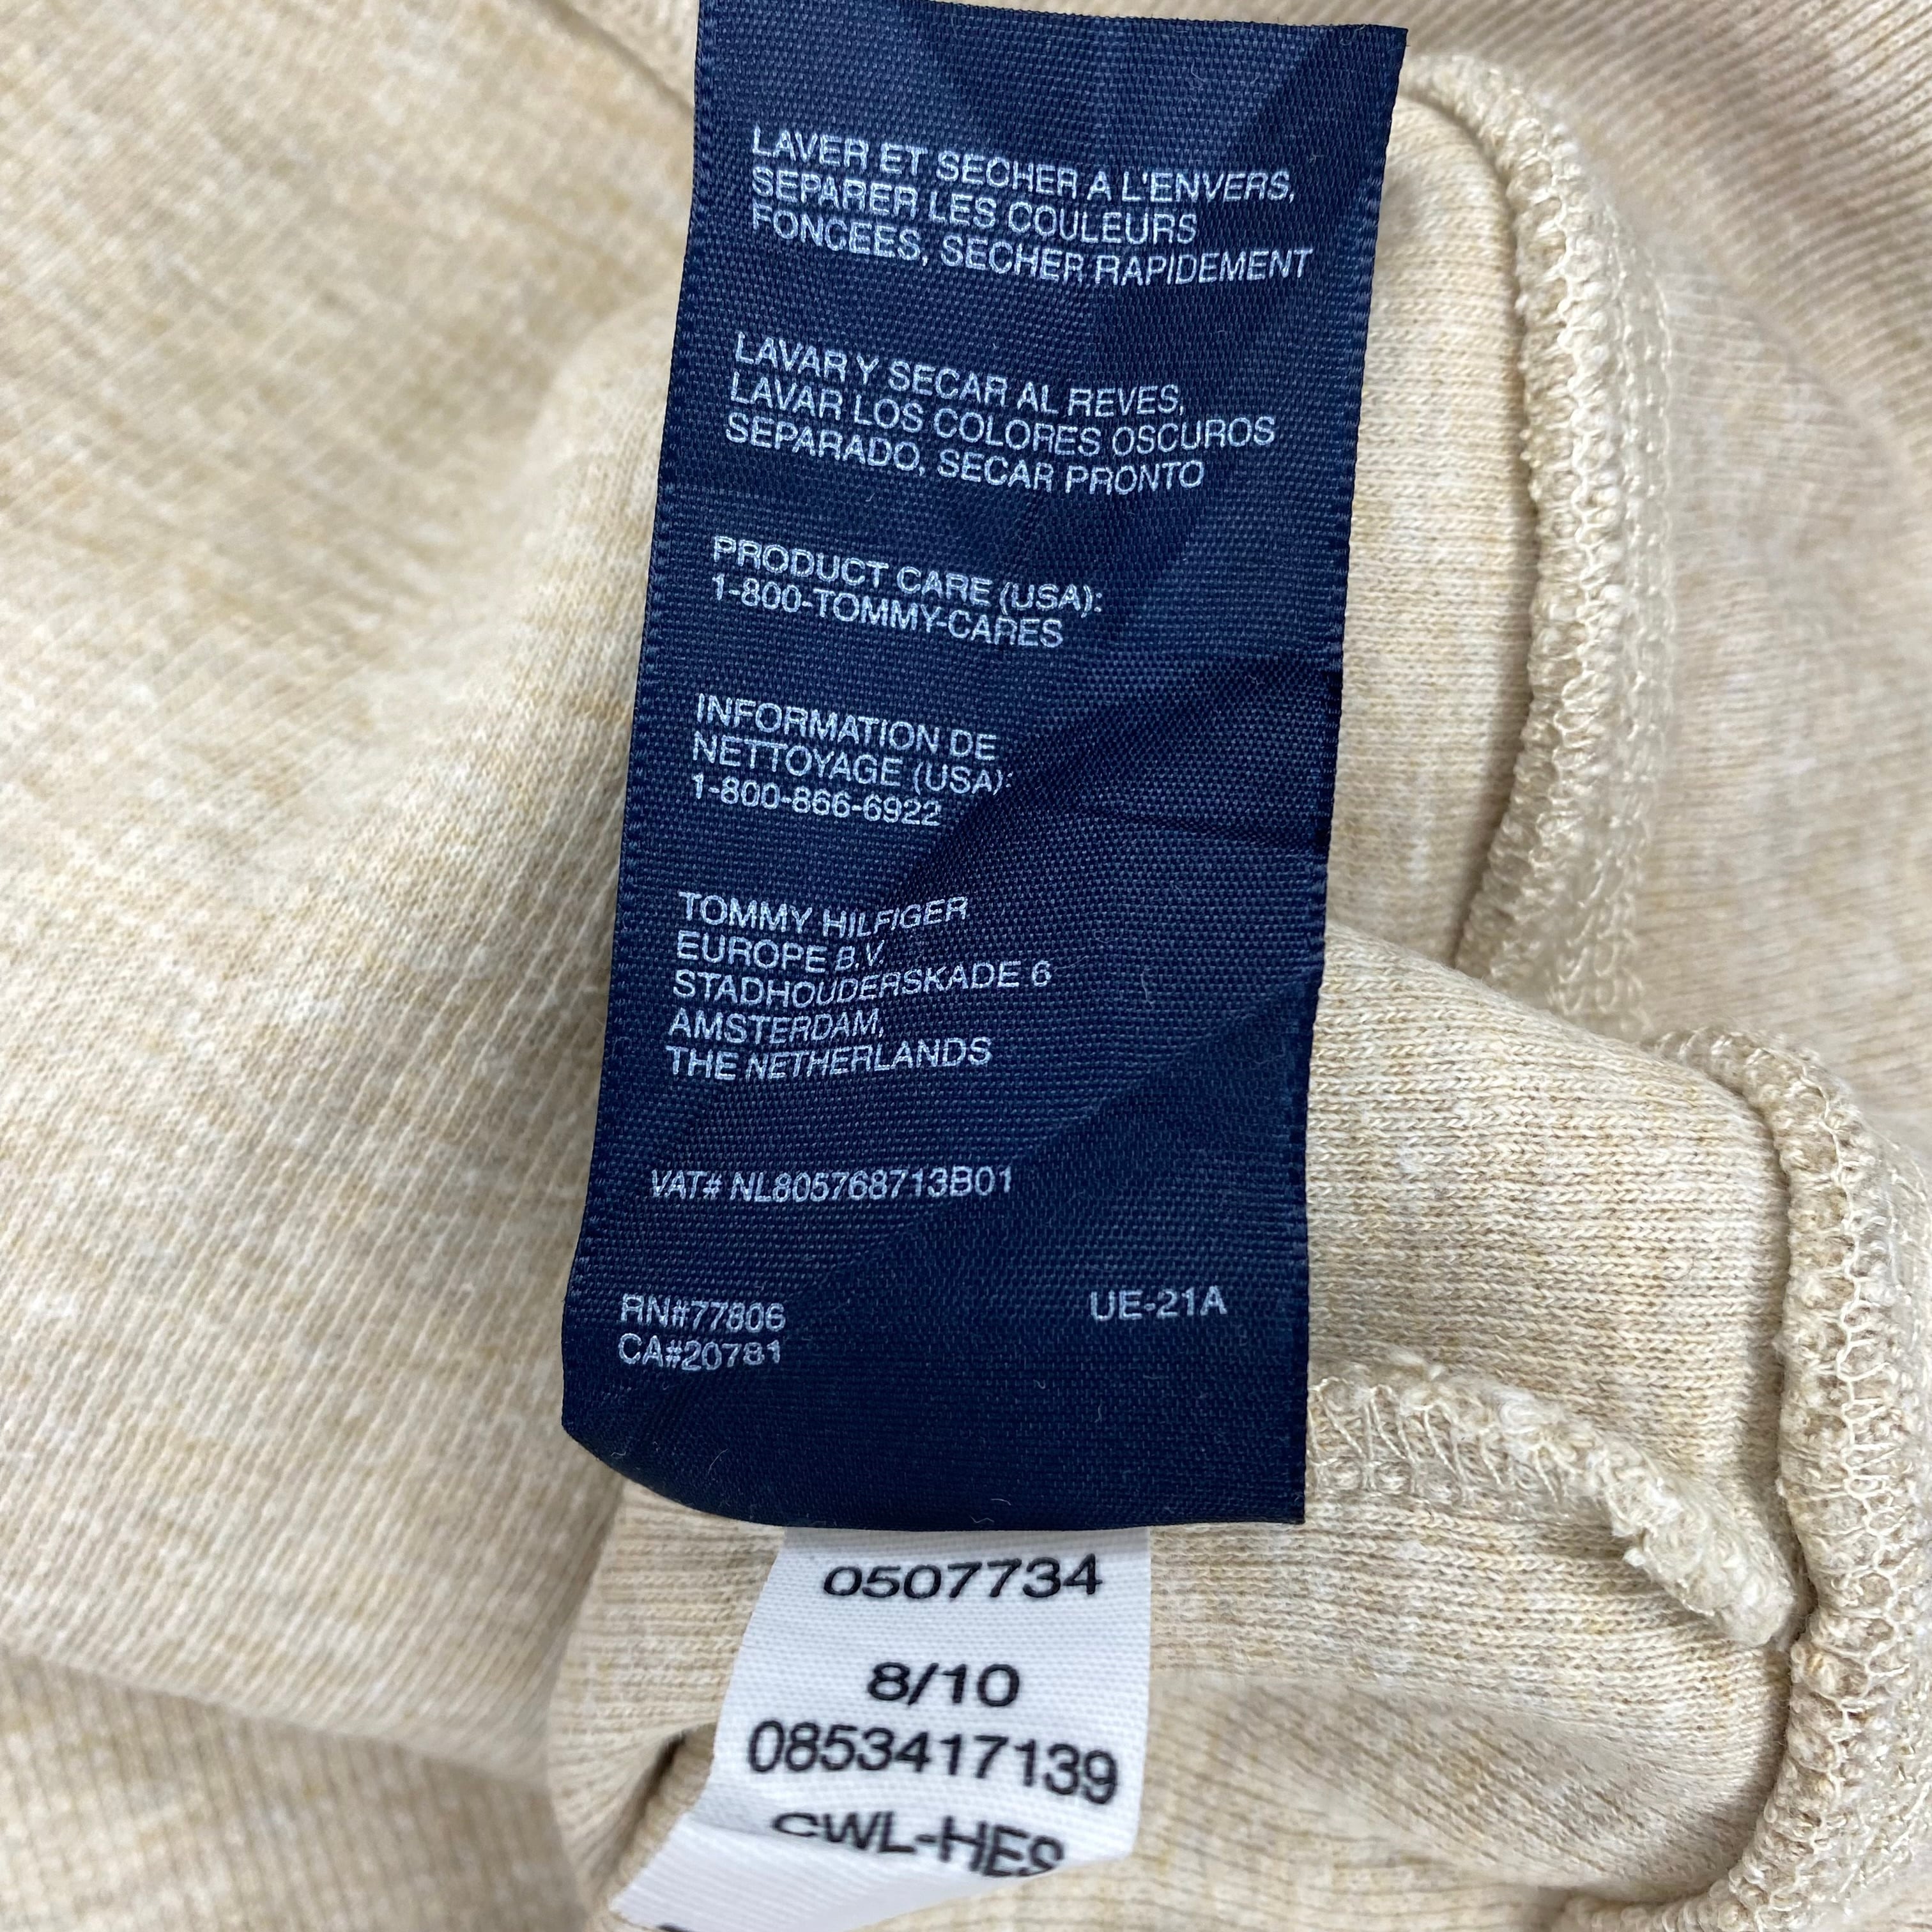 LAVER ET SECHER A L'ENVERS,
SEPARER LES COULEURS
FONCEES, SECHER RAPIDEMENT
LAVAR Y SECAR AL REVES,
LAVAR LOS COLORES OSCUROS
SEPARADO, SECAR PRONTO
PRODUCT CARE (USA):
1-800-TOMMY-CARES
INFORMATION DE
NETTOYAGE (USA):
1-800-866-6922
TOMMY HILFIGER
EUROPE B.V.
STADHOUDERSKADE 6
AMSTERDAM,
THE NETHERLANDS
VAT# NL805768713B01
RN#77806
CA#20781
UE-21A
0507734
8/10
0853417139